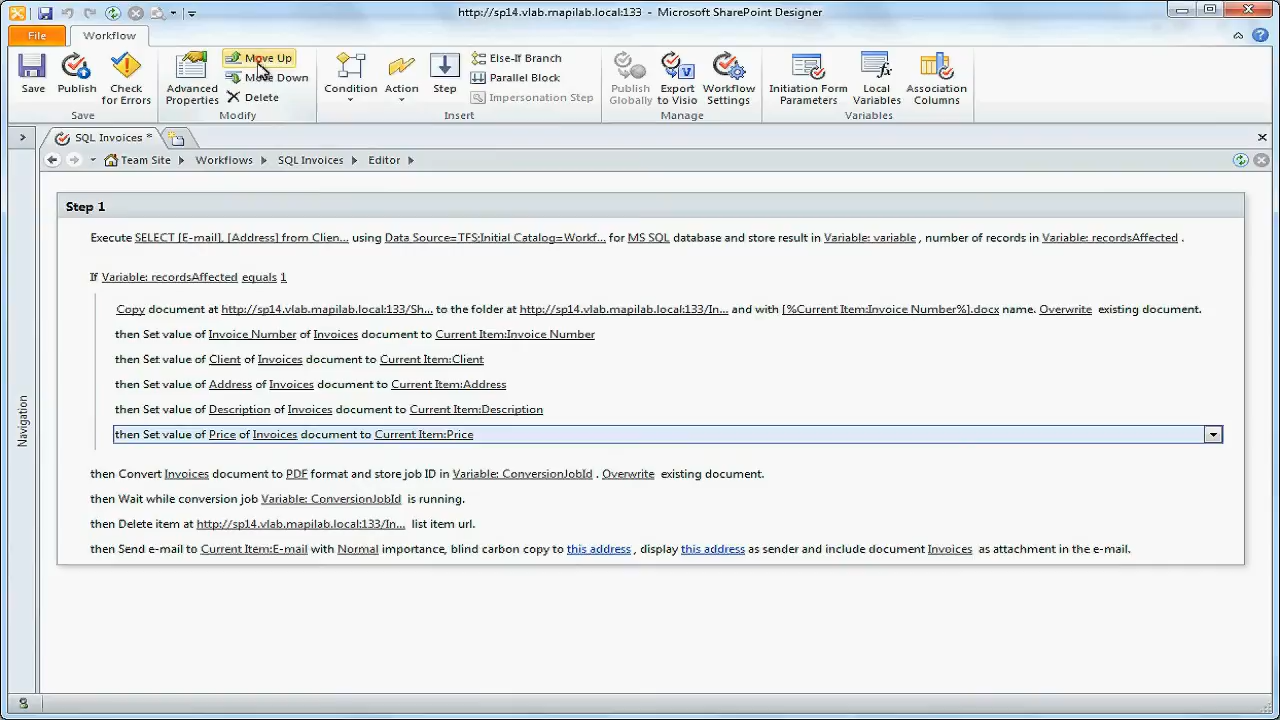 http://sp14.vlab.mapilab.local:133 - Microsoft SharePoint Designer
File Workflow
Save Publish Check for Errors
Save
Advanced Properties Move Up Move Down Delete
Modify
Condition Action Step Else-If Branch Parallel Block Impersonation Step
Insert
Publish Globally Export to Visio Workflow Settings
Manage
Initiation Form Parameters Local Variables Association Columns
Variables
SQL Invoices *
Team Site Workflows SQL Invoices Editor
Navigation
Step 1
Execute SELECT [E-mail], [Address] from Clien... using Data Source=TFS;Initial Catalog=Workf... for MS SQL database and store result in Variable: variable , number of records in Variable: recordsAffected .
If Variable: recordsAffected equals 1
Copy document at http://sp14.vlab.mapilab.local:133/Sh... to the folder at http://sp14.vlab.mapilab.local:133/In... and with [%Current Item:Invoice Number%].docx name. Overwrite existing document.
then Set value of Invoice Number of Invoices document to Current Item:Invoice Number
then Set value of Client of Invoices document to Current Item:Client
then Set value of Address of Invoices document to Current Item:Address
then Set value of Description of Invoices document to Current Item:Description
then Set value of Price of Invoices document to Current Item:Price
then Convert Invoices document to PDF format and store job ID in Variable: ConversionJobId . Overwrite existing document.
then Wait while conversion job Variable: ConversionJobId is running.
then Delete item at http://sp14.vlab.mapilab.local:133/In... list item url.
then Send e-mail to Current Item:E-mail with Normal importance, blind carbon copy to this address , display this address as sender and include document Invoices as attachment in the e-mail.